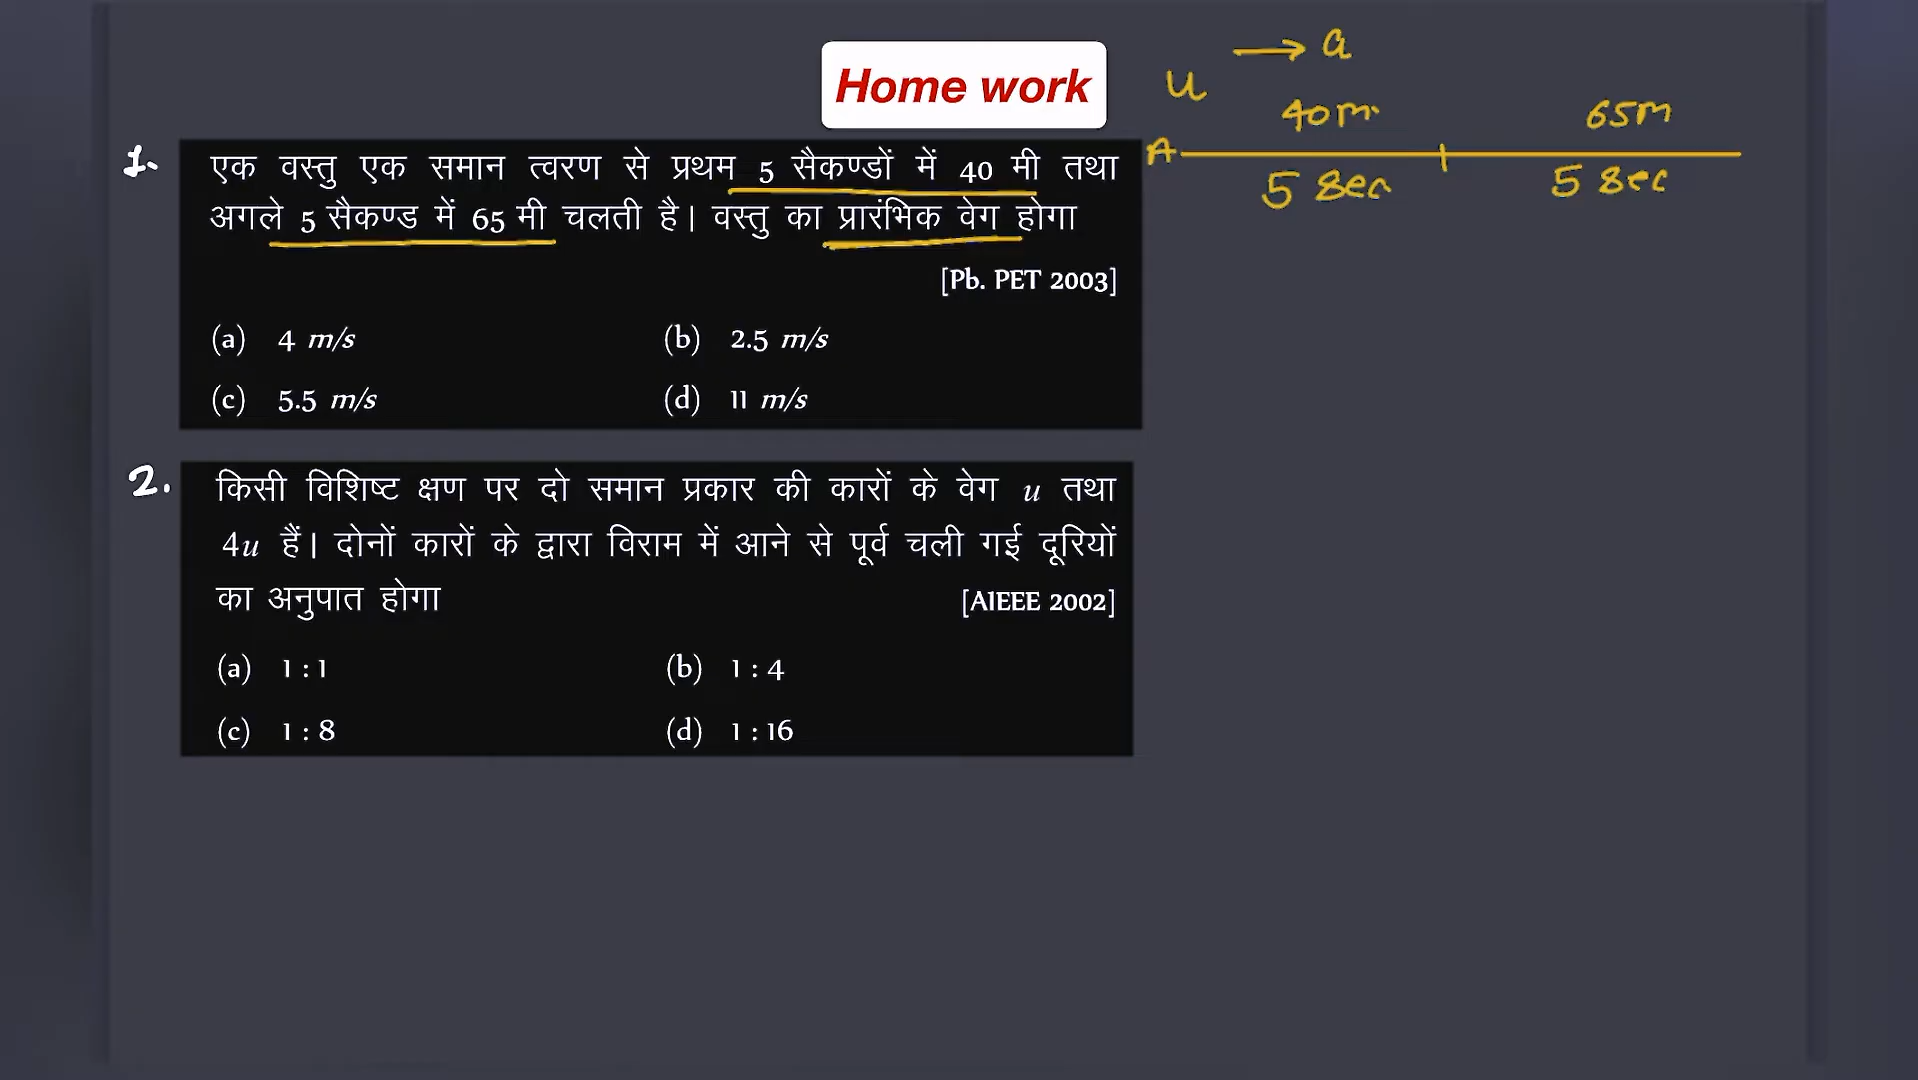 Home work
1.
एक वस्तु एक समान त्वरण से प्रथम 5 सैकण्डों में 40 मी तथा
अगले 5 सैकण्ड में 65 मी चलती है। वस्तु का प्रारंभिक वेग होगा
[Pb. PET 2003]
(a) 4 m/s (b) 2.5 m/s
(c) 5.5 m/s (d) 11 m/s
u → a
40m 65m
A
5 Sec 5 Sec
2.
किसी विशिष्ट क्षण पर दो समान प्रकार की कारों के वेग u तथा
4u हैं। दोनों कारों के द्वारा विराम में आने से पूर्व चली गई दूरियों
का अनुपात होगा [AIEEE 2002]
(a) 1 : 1 (b) 1 : 4
(c) 1 : 8 (d) 1 : 16